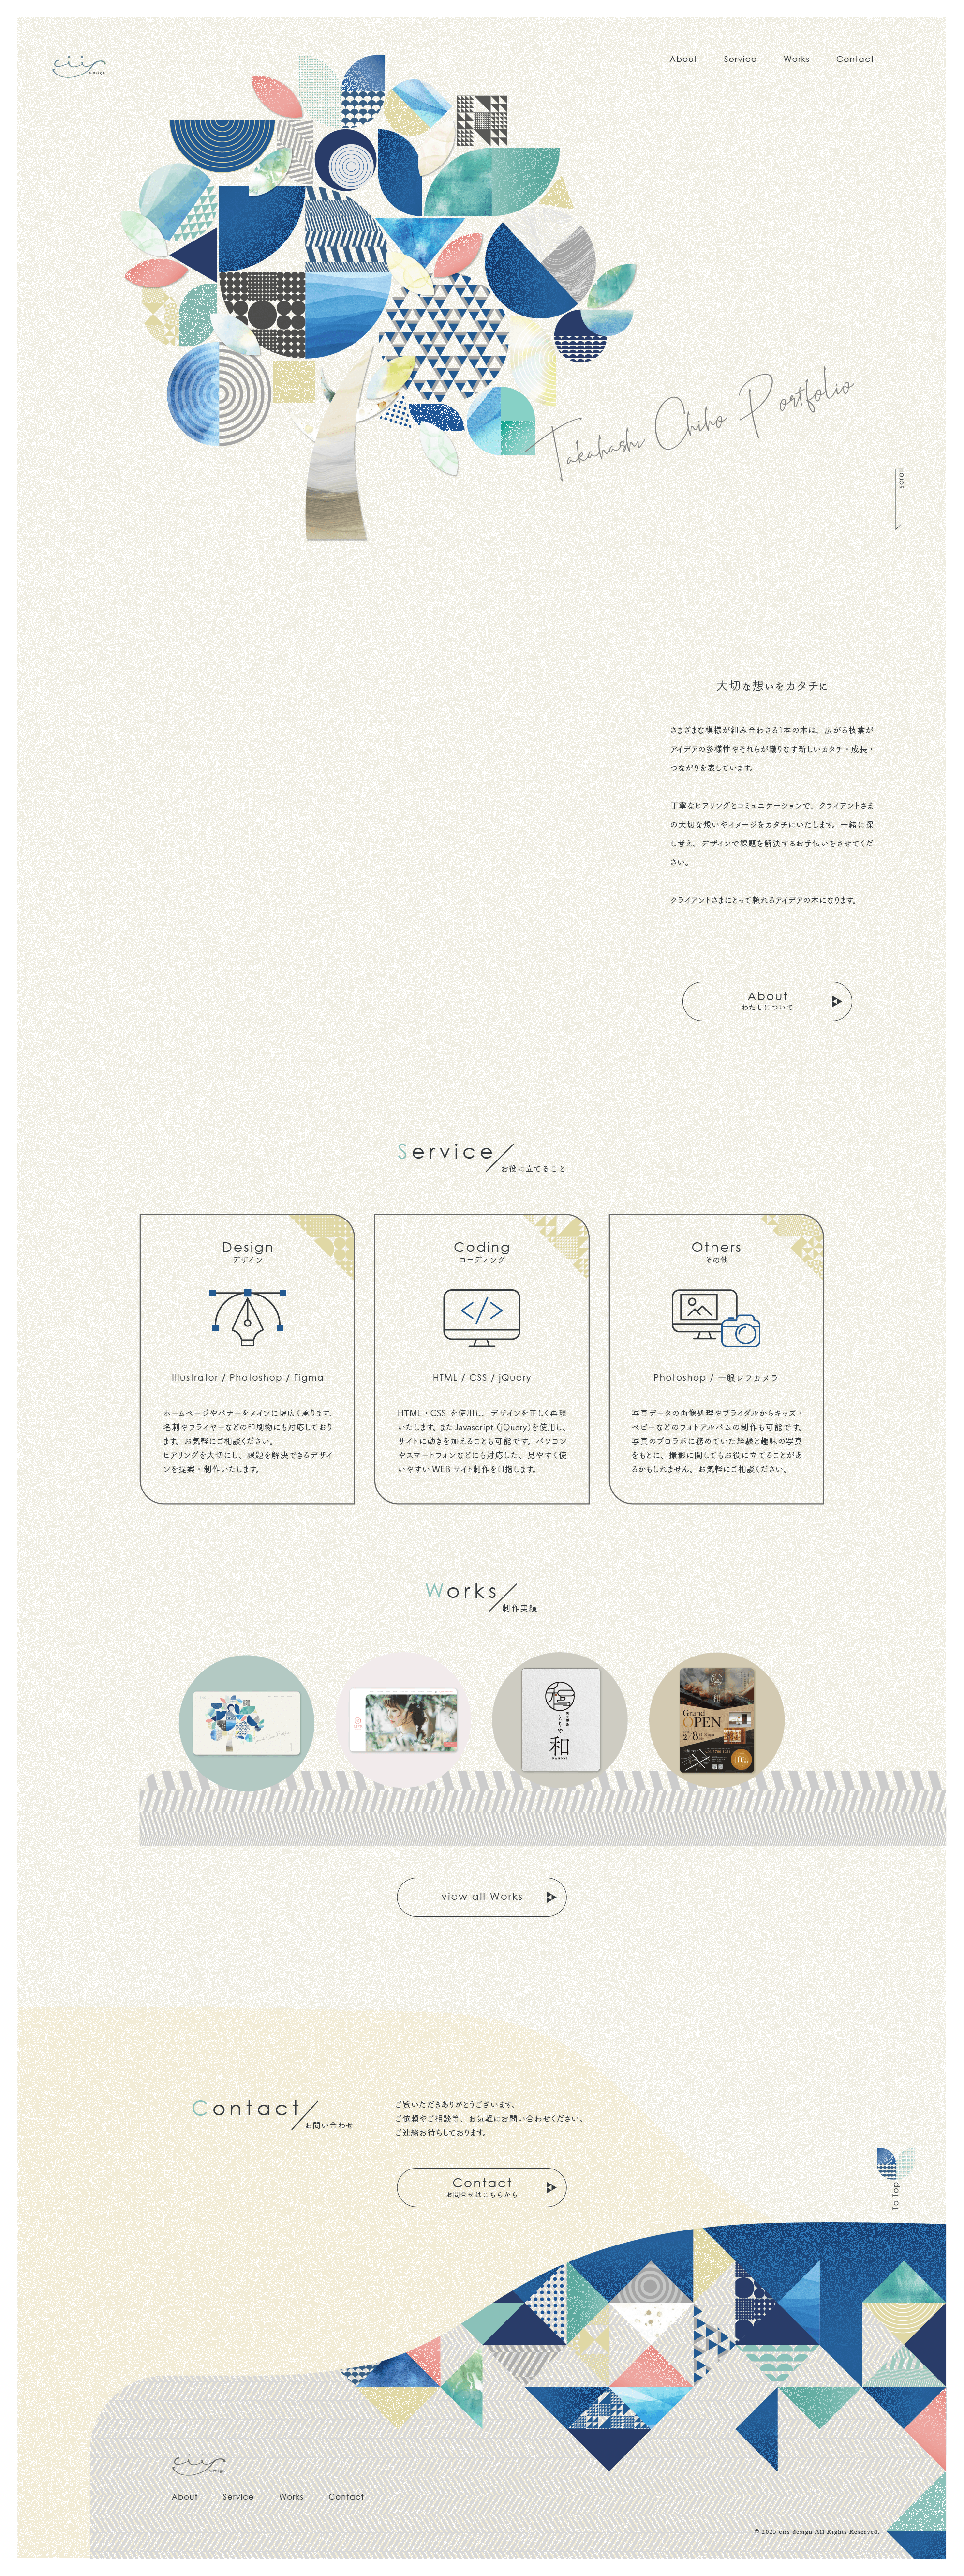 ciis
design
About
Service
Works
Contact
Takahashi Chiho Portfolio
scroll
大切な想いをカタチに
さまざまな模様が組み合わさる1本の木は、広がる枝葉が
アイデアの多様性やそれらが織りなす新しいカタチ・成長・
つながりを表しています。
丁寧なヒアリングとコミュニケーションで、クライアントさま
の大切な想いやイメージをカタチにいたします。一緒に探
し考え、デザインで課題を解決するお手伝いをさせてくだ
さい。
クライアントさまにとって頼れるアイデアの木になります。
About
わたしについて
Service
お役に立てること
Design
デザイン
Illustrator / Photoshop / Figma
ホームページやバナーをメインに幅広く承ります。
名刺やフライヤーなどの印刷物にも対応しており
ます。お気軽にご相談ください。
ヒアリングを大切にし、課題を解決できるデザイ
ンを提案・制作いたします。
Coding
コーディング
</>
HTML / CSS / jQuery
HTML・CSS を使用し、デザインを正しく再現
いたします。また Javascript（jQuery）を使用し、
サイトに動きを加えることも可能です。パソコン
やスマートフォンなどにも対応した、見やすく使
いやすい WEB サイト制作を目指します。
Others
その他
Photoshop / 一眼レフカメラ
写真データの画像処理やブライダルからキッズ・
ベビーなどのフォトアルバムの制作も可能です。
写真のプロラボに務めていた経験と趣味の写真
をもとに、撮影に関してもお役に立てることがあ
るかもしれません。お気軽にご相談ください。
Works
制作実績
とりや
和
Grand
OPEN
2/8
10
view all Works
Contact
お問い合わせ
ご覧いただきありがとうございます。
ご依頼やご相談等、お気軽にお問い合わせください。
ご連絡お待ちしております。
Contact
お問合せはこちらから
To Top
ciis
design
About
Service
Works
Contact
© 2025 ciis design All Rights Reserved.